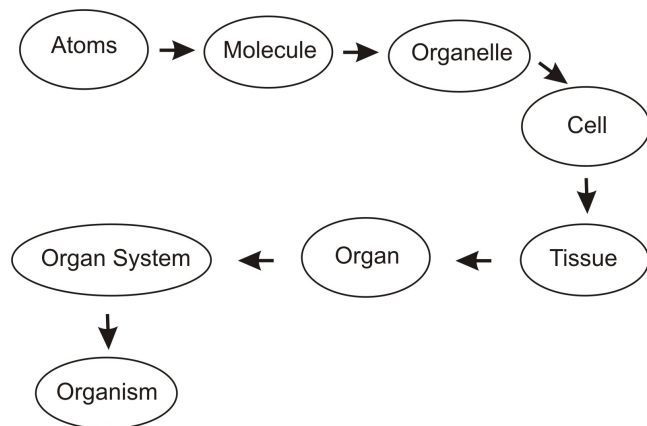 Atoms
Molecule
Organelle
Cell
Tissue
Organ
Organ System
Organism